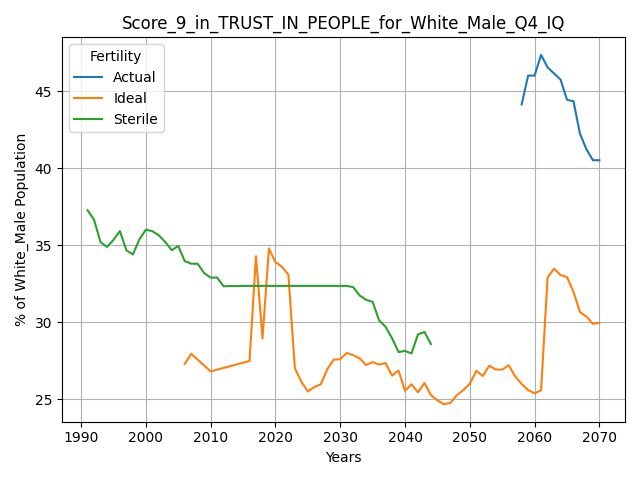 Score_9_in_TRUST_IN_PEOPLE_for_White_Male_Q4_IQ
Fertility
Actual
Ideal
Sterile
% of White_Male Population
45
40
35
30
25
1990 2000 2010 2020 2030 2040 2050 2060 2070
Years